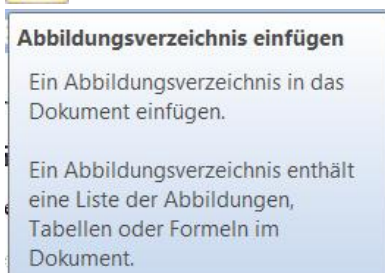 Abbildungsverzeichnis einfügen
Ein Abbildungsverzeichnis in das
Dokument einfügen.
Ein Abbildungsverzeichnis enthält
eine Liste der Abbildungen,
Tabellen oder Formeln im
Dokument.